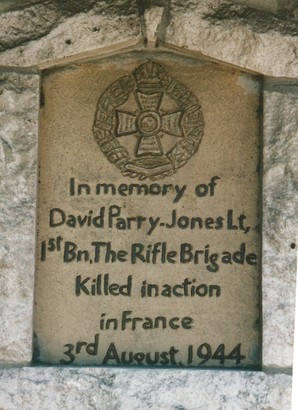 In memory of
David Parry-Jones Lt,
1st Bn, The Rifle Brigade
Killed in action
in France
3rd August, 1944